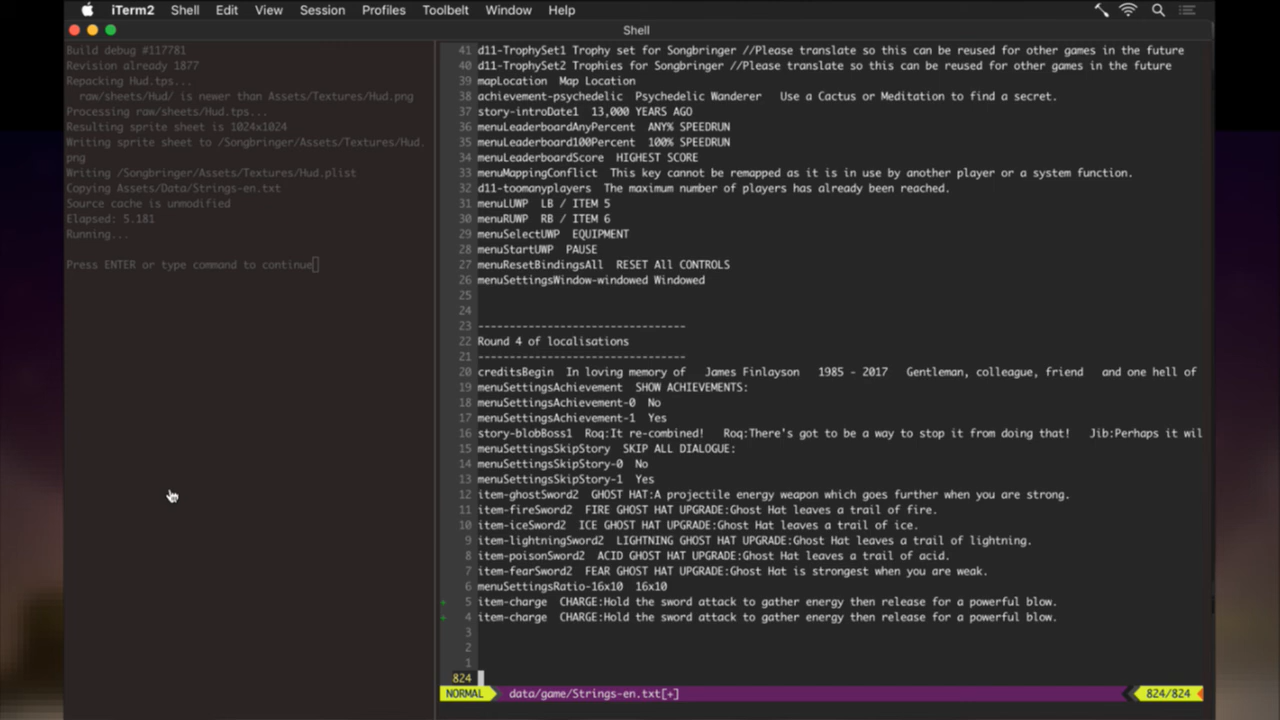 iTerm2 Shell Edit View Session Profiles Toolbelt Window Help
Shell
Build debug #117781
Revision already 1877
Repacking Hud.tps...
raw/sheets/Hud/ is newer than Assets/Textures/Hud.png
Processing raw/sheets/Hud.tps...
Resulting sprite sheet is 1024x1024
Writing sprite sheet to /Songbringer/Assets/Textures/Hud.
png
Writing /Songbringer/Assets/Textures/Hud.plist
Copying Assets/Data/Strings-en.txt
Source cache is unmodified
Elapsed: 5.181
Running...
Press ENTER or type command to continue
41 d11-TrophySet1 Trophy set for Songbringer //Please translate so this can be reused for other games in the future
40 d11-TrophySet2 Trophies for Songbringer //Please translate so this can be reused for other games in the future
39 mapLocation Map Location
38 achievement-psychedelic Psychedelic Wanderer Use a Cactus or Meditation to find a secret.
37 story-introDate1 13,000 YEARS AGO
36 menuLeaderboardAnyPercent ANY% SPEEDRUN
35 menuLeaderboard100Percent 100% SPEEDRUN
34 menuLeaderboardScore HIGHEST SCORE
33 menuMappingConflict This key cannot be remapped as it is in use by another player or a system function.
32 d11-toomanyplayers The maximum number of players has already been reached.
31 menuLUWP LB / ITEM 5
30 menuRUWP RB / ITEM 6
29 menuSelectUWP EQUIPMENT
28 menuStartUWP PAUSE
27 menuResetBindingsAll RESET All CONTROLS
26 menuSettingsWindow-windowed Windowed
25
24
23 ---------------------------------
22 Round 4 of localisations
21 ---------------------------------
20 creditsBegin In loving memory of James Finlayson 1985 - 2017 Gentleman, colleague, friend and one hell of
19 menuSettingsAchievement SHOW ACHIEVEMENTS:
18 menuSettingsAchievement-0 No
17 menuSettingsAchievement-1 Yes
16 story-blobBoss1 Roq:It re-combined! Roq:There's got to be a way to stop it from doing that! Jib:Perhaps it wil
15 menuSettingsSkipStory SKIP ALL DIALOGUE:
14 menuSettingsSkipStory-0 No
13 menuSettingsSkipStory-1 Yes
12 item-ghostSword2 GHOST HAT:A projectile energy weapon which goes further when you are strong.
11 item-fireSword2 FIRE GHOST HAT UPGRADE:Ghost Hat leaves a trail of fire.
10 item-iceSword2 ICE GHOST HAT UPGRADE:Ghost Hat leaves a trail of ice.
9 item-lightningSword2 LIGHTNING GHOST HAT UPGRADE:Ghost Hat leaves a trail of lightning.
8 item-poisonSword2 ACID GHOST HAT UPGRADE:Ghost Hat leaves a trail of acid.
7 item-fearSword2 FEAR GHOST HAT UPGRADE:Ghost Hat is strongest when you are weak.
6 menuSettingsRatio-16x10 16x10
+ 5 item-charge CHARGE:Hold the sword attack to gather energy then release for a powerful blow.
+ 4 item-charge CHARGE:Hold the sword attack to gather energy then release for a powerful blow.
3
2
1
824
NORMAL data/game/Strings-en.txt[+] 824/824